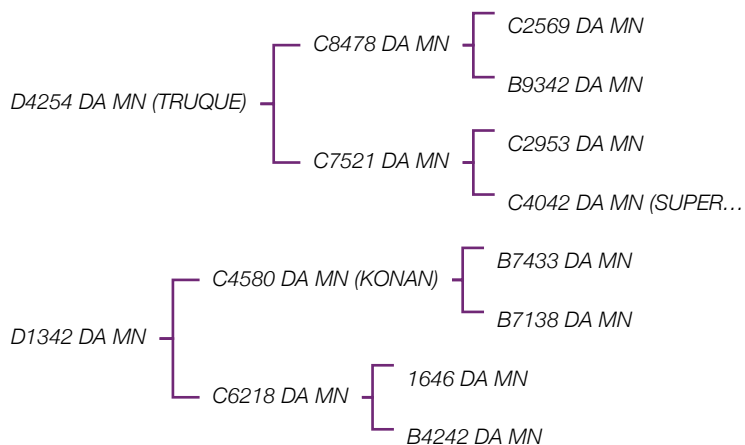 C2569 DA MN
C8478 DA MN
B9342 DA MN
D4254 DA MN (TRUQUE)
C2953 DA MN
C7521 DA MN
C4042 DA MN (SUPER...
B7433 DA MN
C4580 DA MN (KONAN)
B7138 DA MN
D1342 DA MN
1646 DA MN
C6218 DA MN
B4242 DA MN